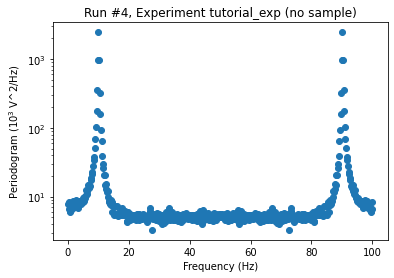 Run #4, Experiment tutorial_exp (no sample)
Periodogram (10³ V^2/Hz)
10³
10²
10¹
0 20 40 60 80 100
Frequency (Hz)